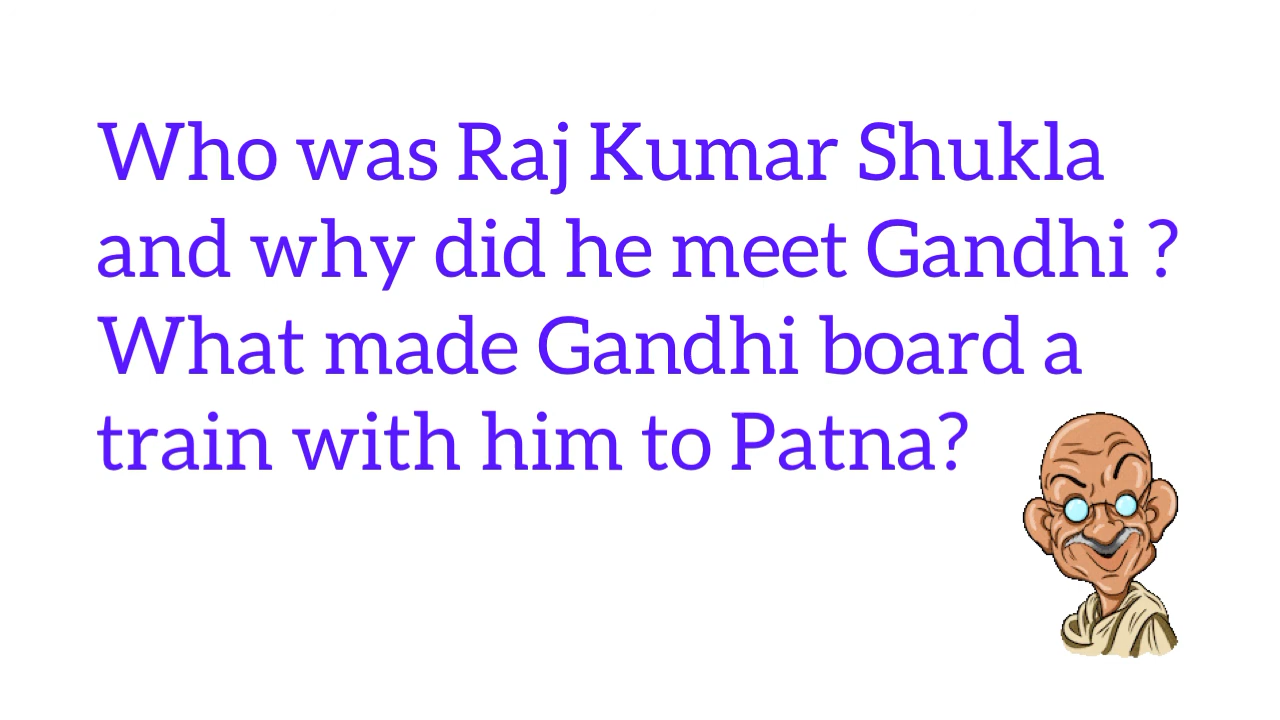 Who was Raj Kumar Shukla
and why did he meet Gandhi ?
What made Gandhi board a
train with him to Patna?